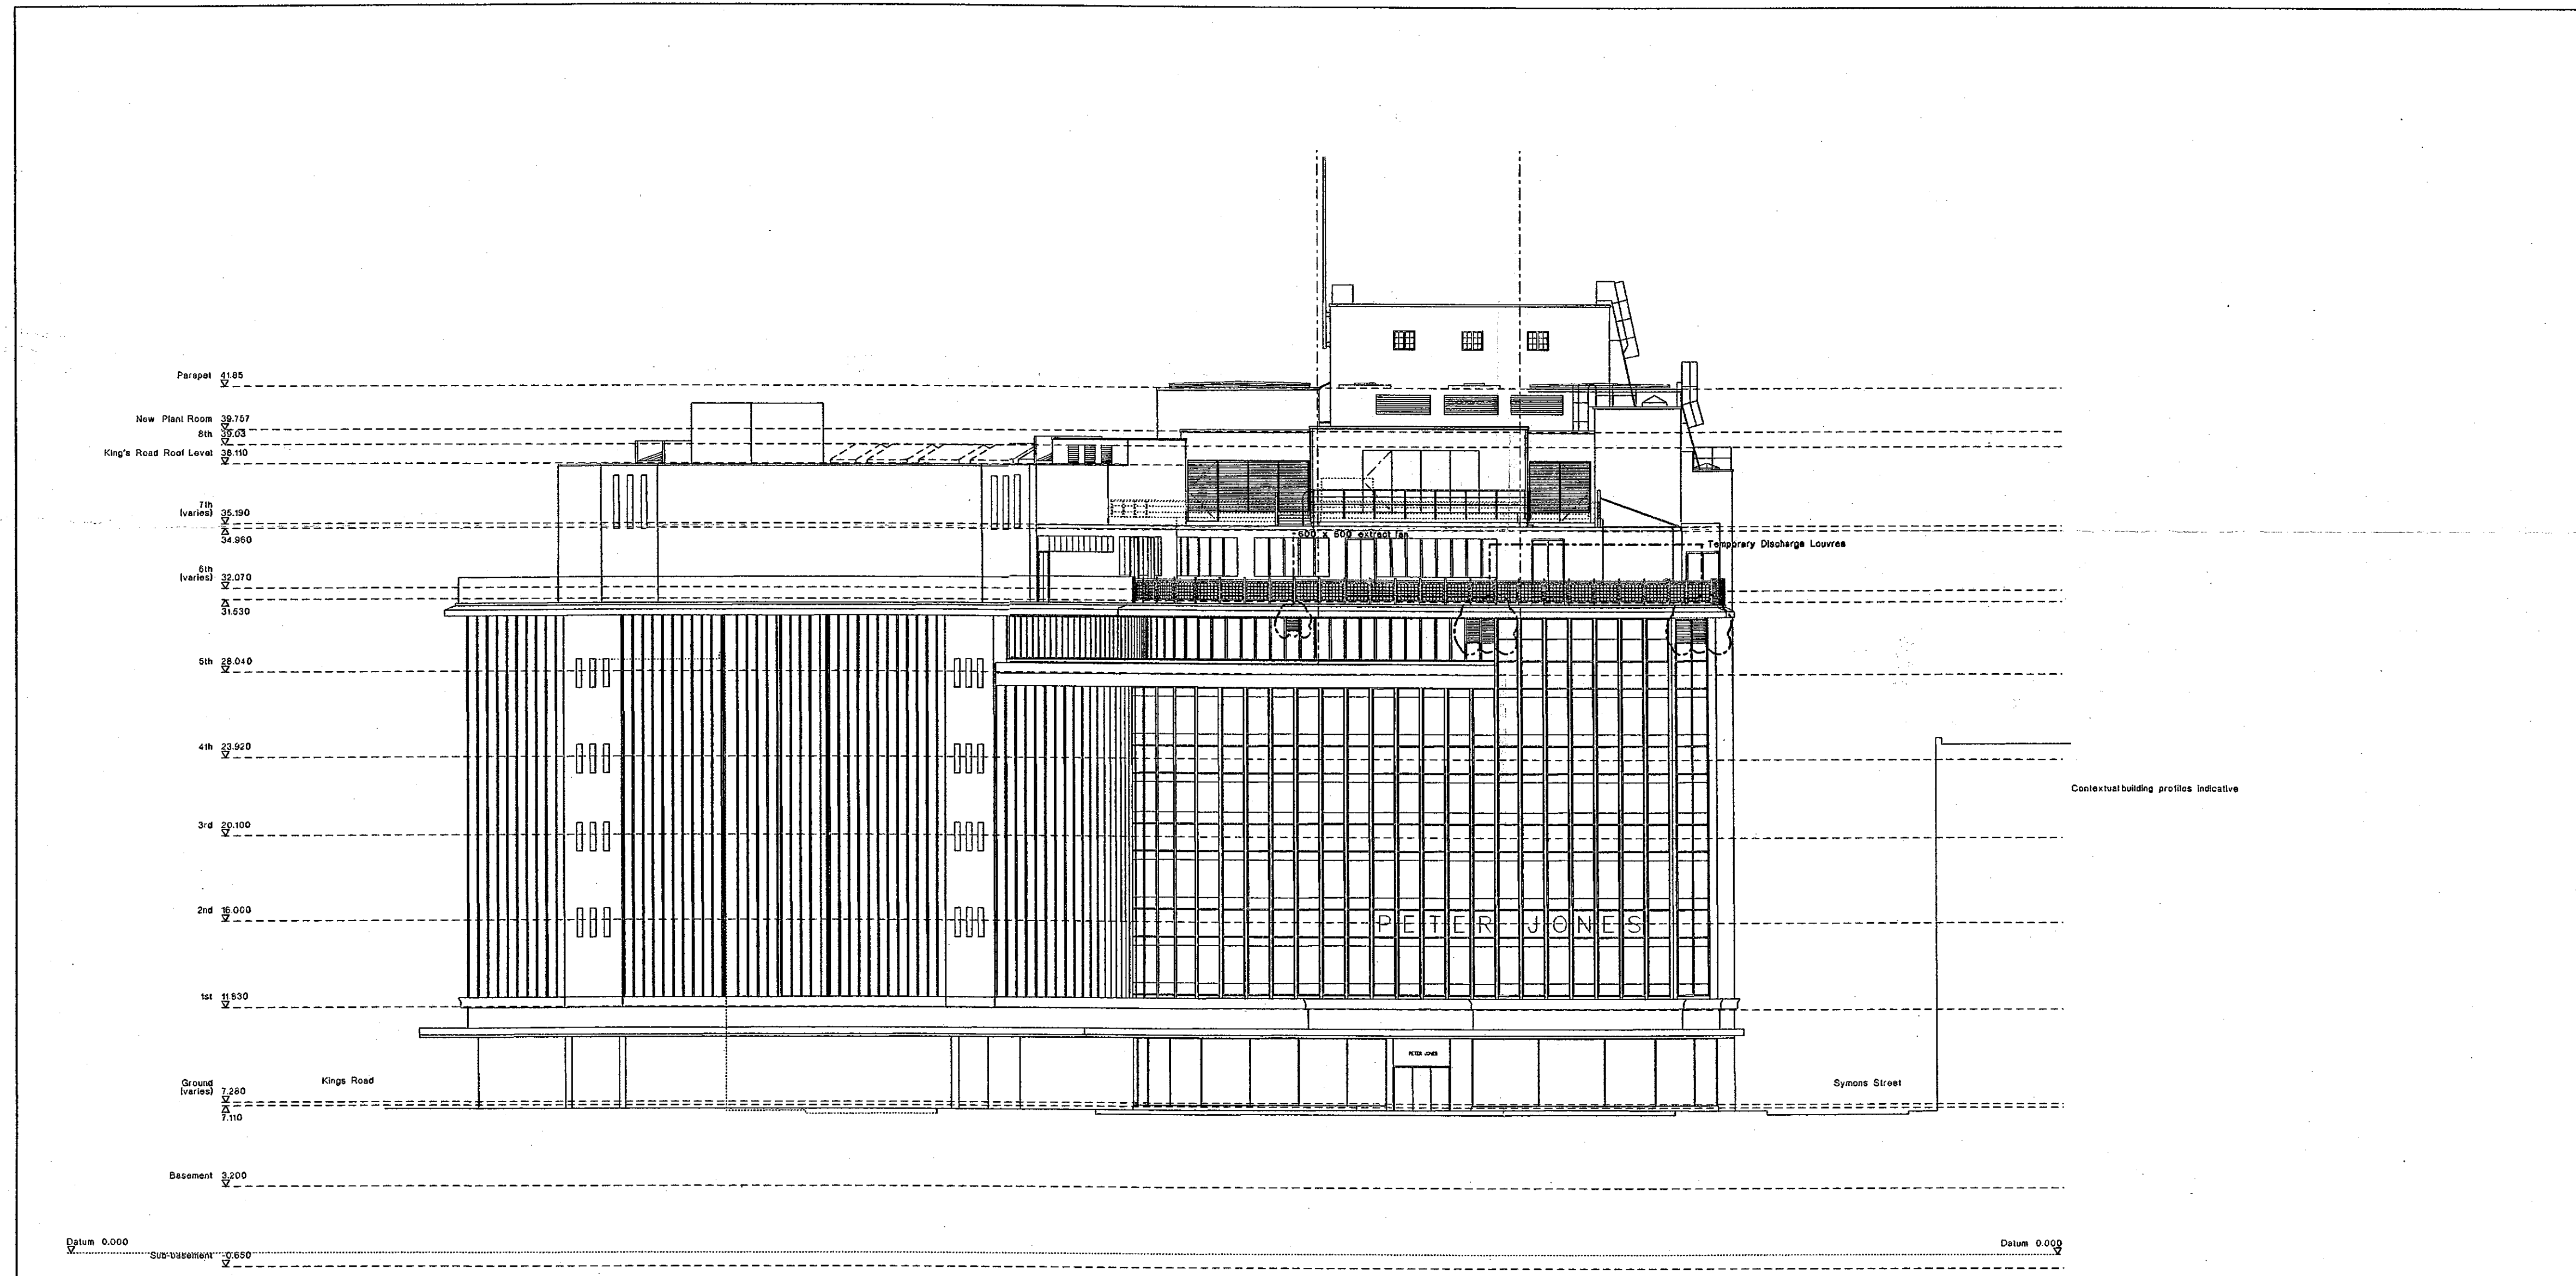 Parapet 41.85
New Plant Room 39.757
8th 39.03
King's Road Roof Level 38.110
7th
(varies) 35.190
34.960
600 x 600 extract fan
Temporary Discharge Louvres
6th
(varies) 32.070
31.530
5th 28.040
4th 23.920
Contextual building profiles indicative
3rd 20.100
2nd 16.000
PETER JONES
1st 11.830
PETER JONES
Ground
(varies) 7.280
Kings Road
Symons Street
7.110
Basement 3.200
Datum 0.000
Datum 0.000
Sub-basement -0.650